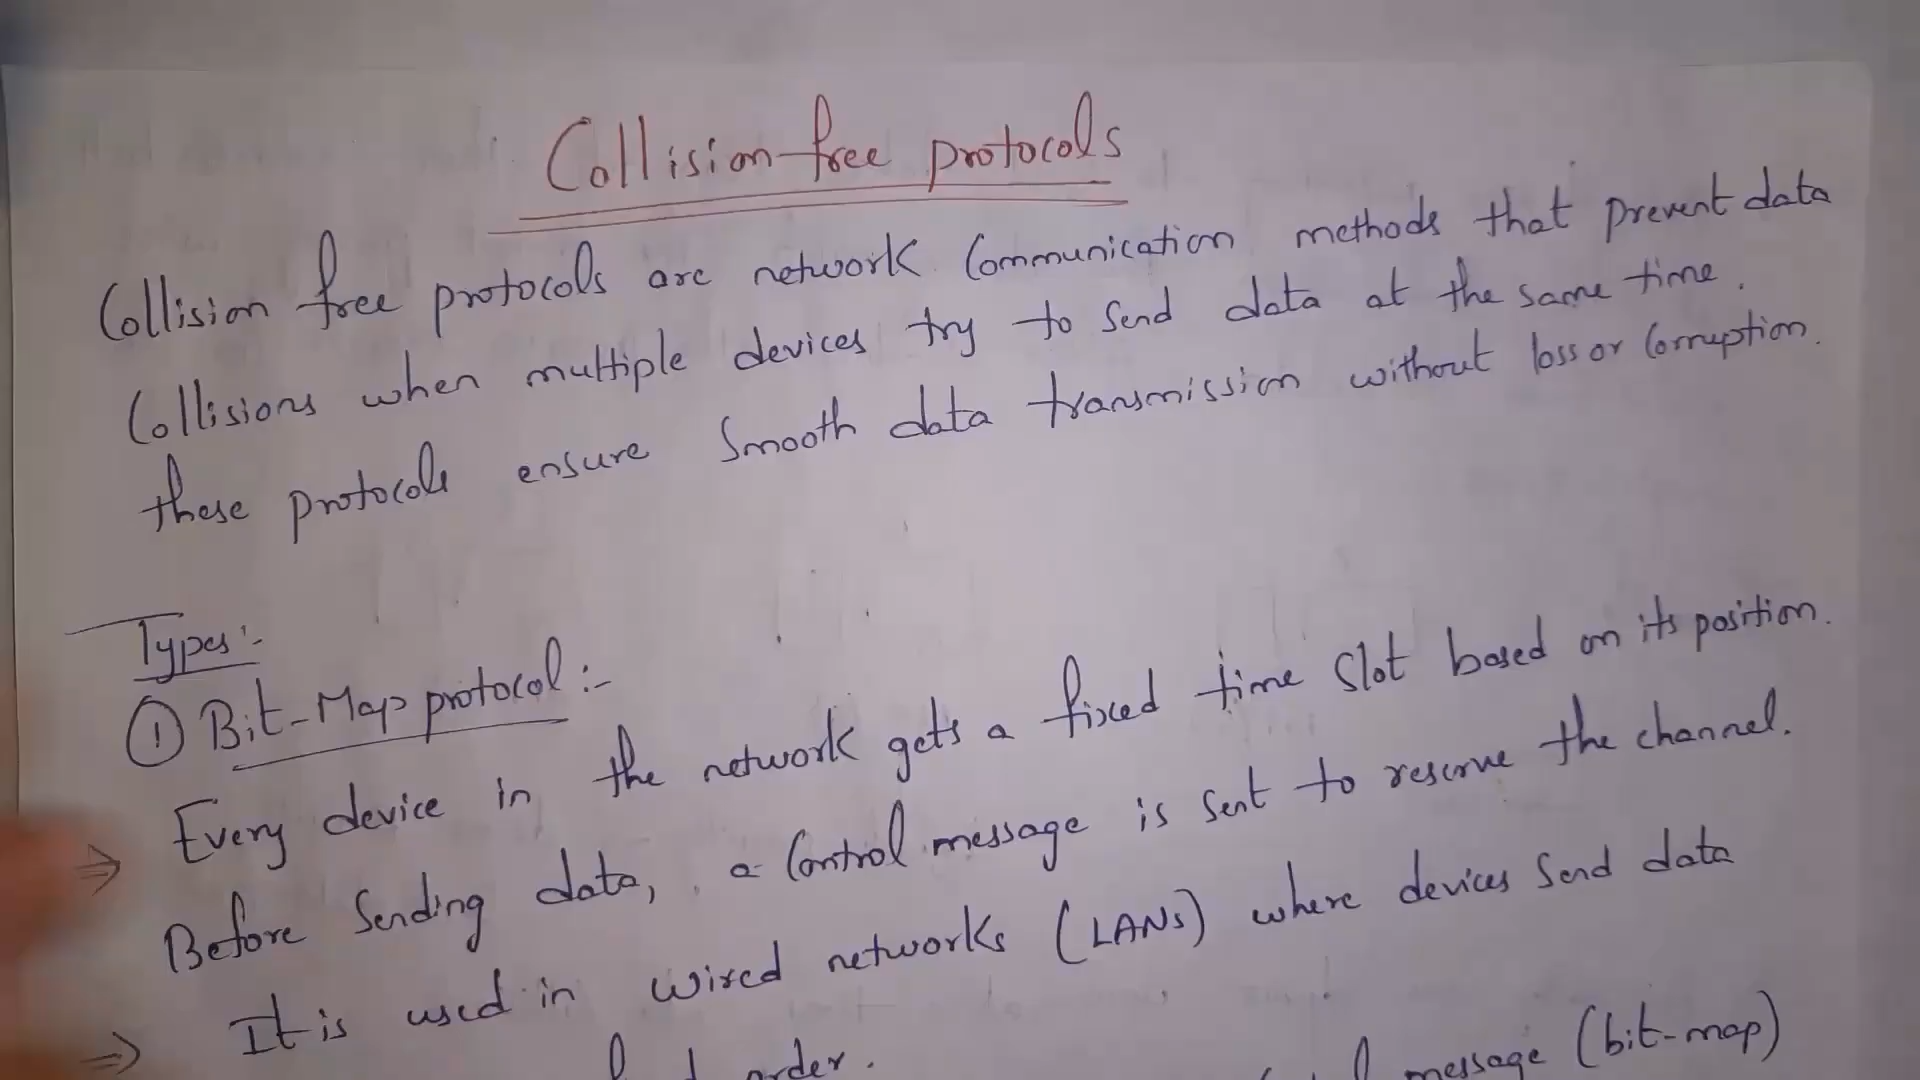 Collision-free protocols
Collision free protocols are network Communication methods that prevent data
Collisions when multiple devices try to Send data at the same time.
these protocols ensure Smooth data transmission without loss or Corruption.
Types:-
① Bit-Map protocol:-
⇒ Every device in the network gets a fixed time Slot based on its position.
Before Sending data, a Control message is sent to reserve the channel.
⇒ It is used in wired networks (LANs) where devices Send data
order.
message (bit-map)